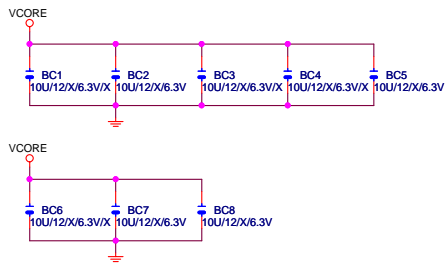 VCORE
BC1 BC2 BC3 BC4 BC5
10U/12/X/6.3V/X 10U/12/X/6.3V 10U/12/X/6.3V/X 10U/12/X/6.3V/X 10U/12/X/6.3V
VCORE
BC6 BC7 BC8
10U/12/X/6.3V/X 10U/12/X/6.3V 10U/12/X/6.3V